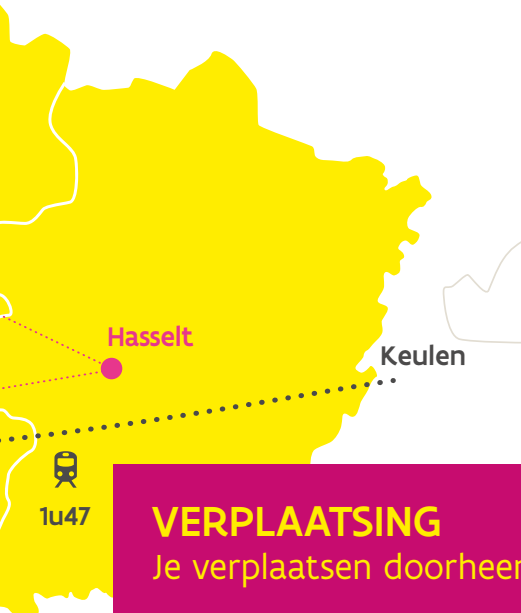 Hasselt
Keulen
1u47
VERPLAATSING
Je verplaatsen doorheen